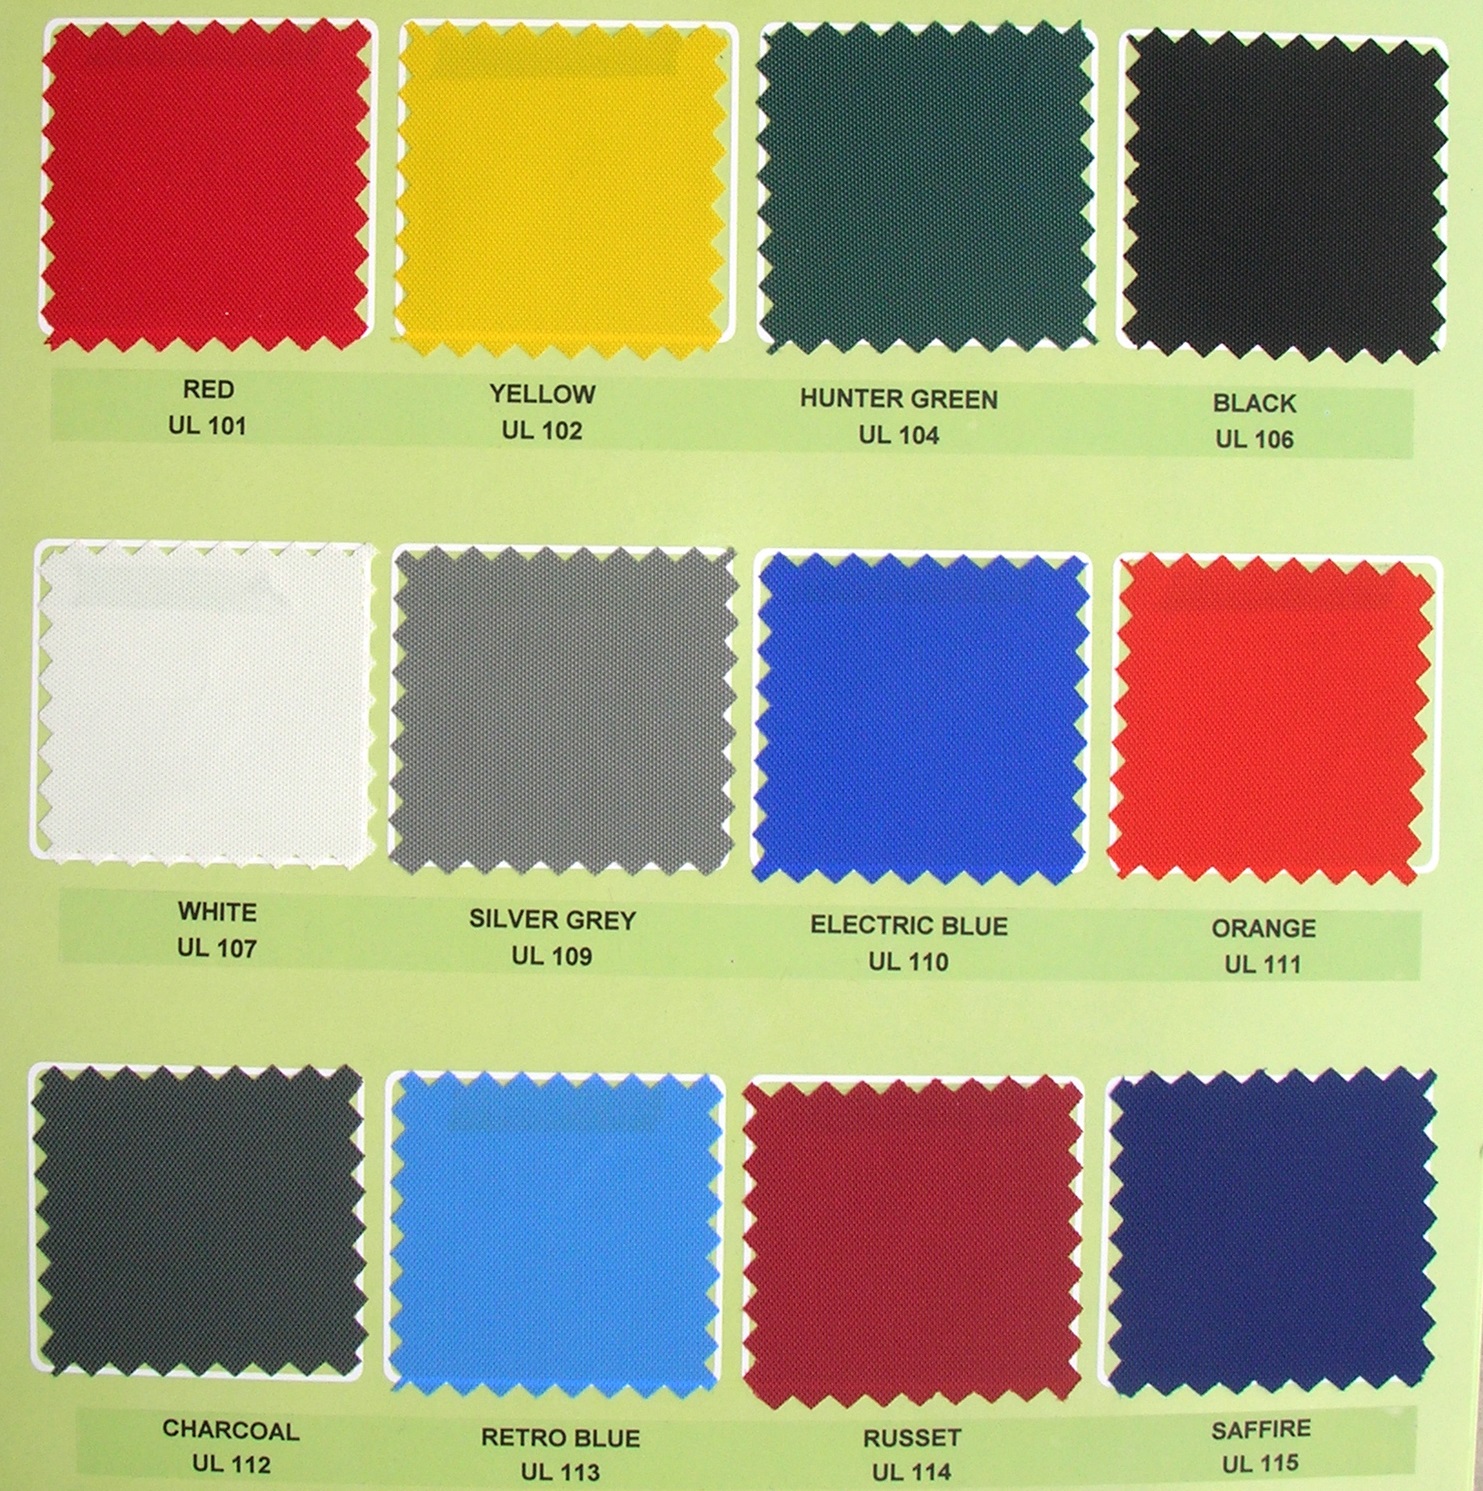 RED
UL 101
YELLOW
UL 102
HUNTER GREEN
UL 104
BLACK
UL 106
WHITE
UL 107
SILVER GREY
UL 109
ELECTRIC BLUE
UL 110
ORANGE
UL 111
CHARCOAL
UL 112
RETRO BLUE
UL 113
RUSSET
UL 114
SAFFIRE
UL 115